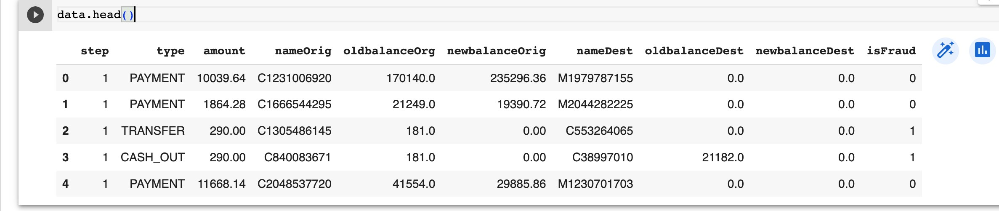 data.head()
step type amount nameOrig oldbalanceOrg newbalanceOrig nameDest oldbalanceDest newbalanceDest isFraud
0 1 PAYMENT 10039.64 C1231006920 170140.0 235296.36 M1979787155 0.0 0.0 0
1 1 PAYMENT 1864.28 C1666544295 21249.0 19390.72 M2044282225 0.0 0.0 0
2 1 TRANSFER 290.00 C1305486145 181.0 0.00 C553264065 0.0 0.0 1
3 1 CASH_OUT 290.00 C840083671 181.0 0.00 C38997010 21182.0 0.0 1
4 1 PAYMENT 11668.14 C2048537720 41554.0 29885.86 M1230701703 0.0 0.0 0